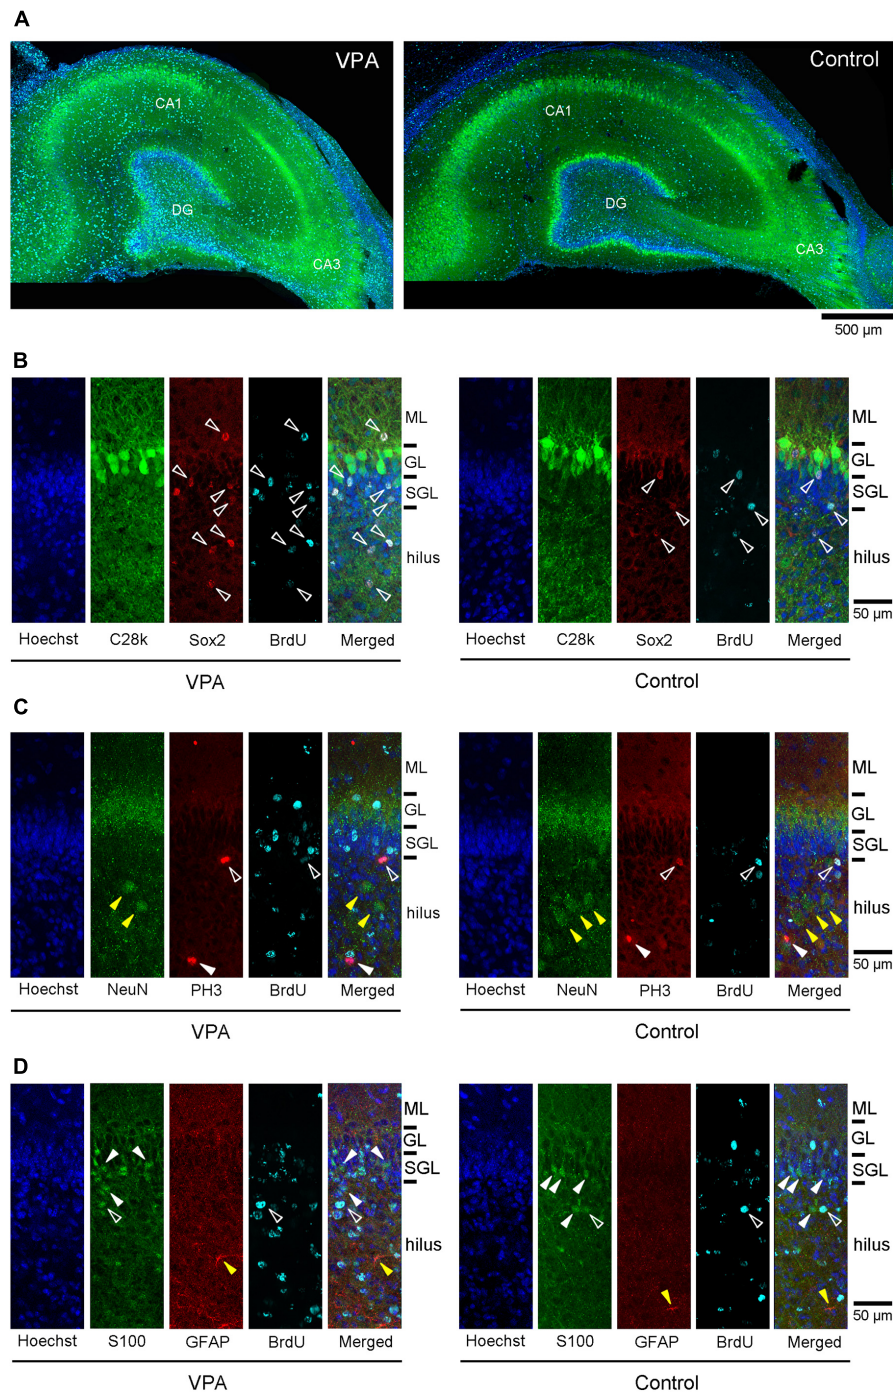 A
VPA
Control
CA1
CA1
DG
DG
CA3
CA3
500 µm
B
ML
GL
SGL
hilus
ML
GL
SGL
hilus
50 µm
Hoechst C28k Sox2 BrdU Merged
Hoechst C28k Sox2 BrdU Merged
VPA
Control
C
ML
GL
SGL
hilus
ML
GL
SGL
hilus
50 µm
Hoechst NeuN PH3 BrdU Merged
Hoechst NeuN PH3 BrdU Merged
VPA
Control
D
ML
GL
SGL
hilus
ML
GL
SGL
hilus
50 µm
Hoechst S100 GFAP BrdU Merged
Hoechst S100 GFAP BrdU Merged
VPA
Control